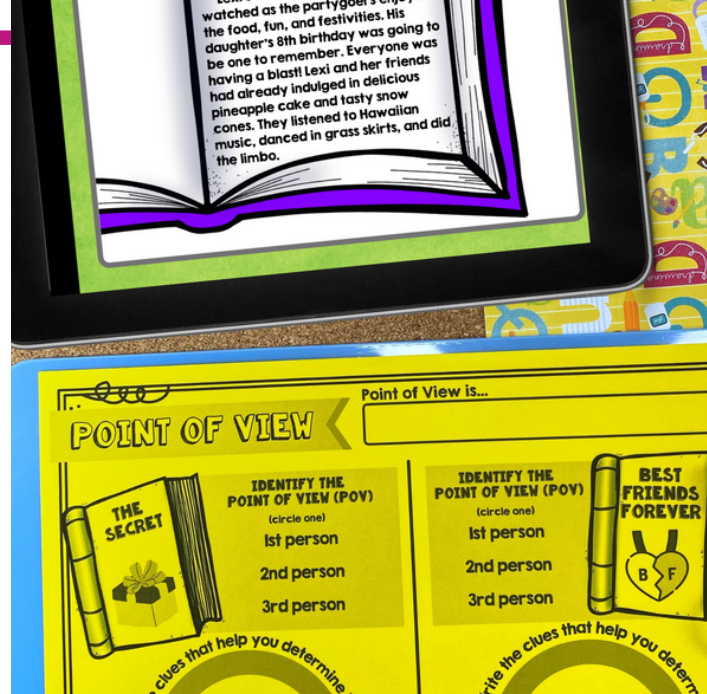 watched as the partygoers enjoy
the food, fun, and festivities. His
daughter's 8th birthday was going to
be one to remember. Everyone was
having a blast! Lexi and her friends
had already indulged in delicious
pineapple cake and tasty snow
cones. They listened to Hawaiian
music, danced in grass skirts, and did
the limbo.
Point of View is...
POINT OF VIEW
THE
SECRET
IDENTIFY THE
POINT OF VIEW (POV)
(circle one)
1st person
2nd person
3rd person
IDENTIFY THE
POINT OF VIEW (POV)
(circle one)
1st person
2nd person
3rd person
BEST
FRIENDS
FOREVER
B F
clues that help you determine
the clues that help you